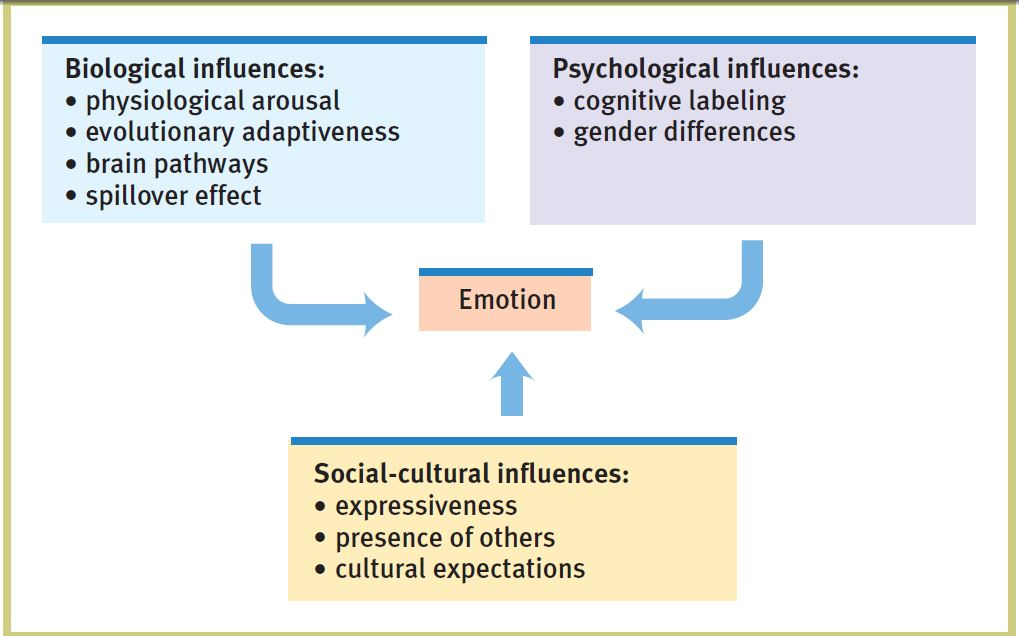 Biological influences:
• physiological arousal
• evolutionary adaptiveness
• brain pathways
• spillover effect
Psychological influences:
• cognitive labeling
• gender differences
Emotion
Social-cultural influences:
• expressiveness
• presence of others
• cultural expectations